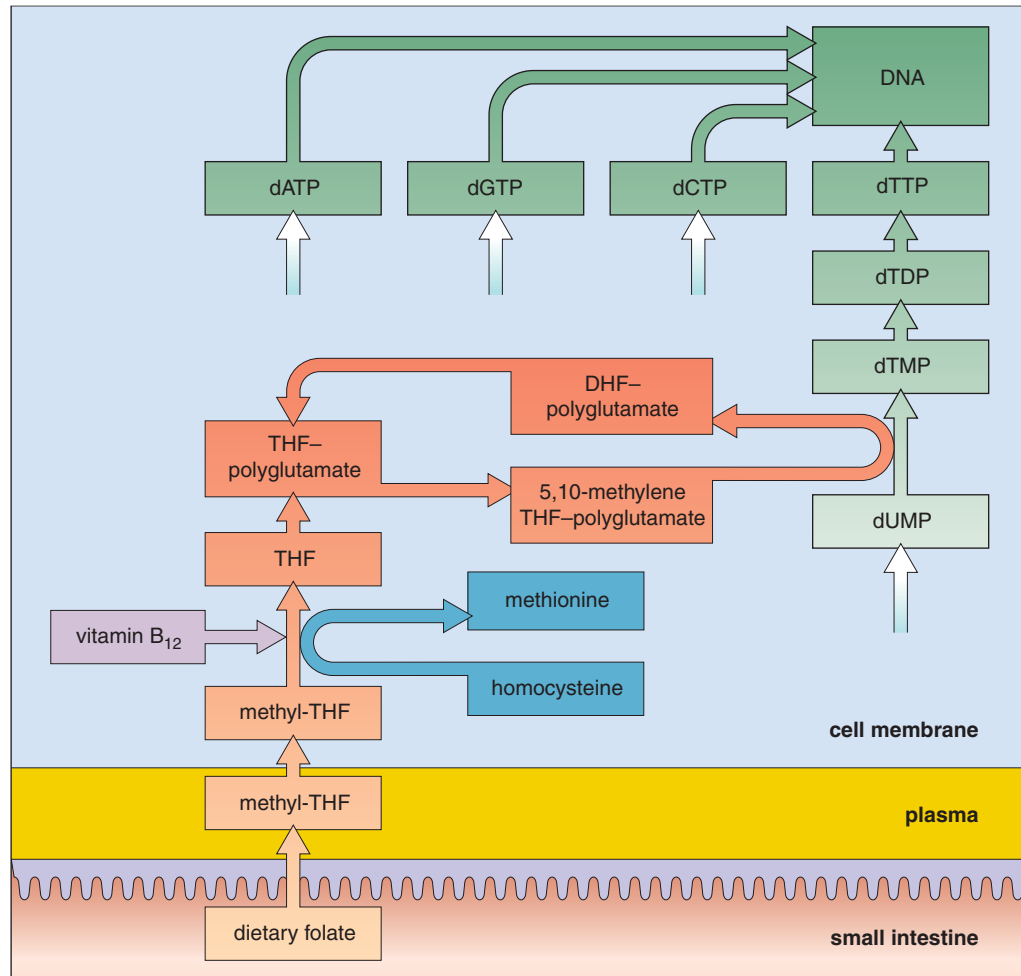 DNA
dATP
dGTP
dCTP
dTTP
dTDP
dTMP
DHF–
polyglutamate
THF–
polyglutamate
5,10-methylene
THF–polyglutamate
dUMP
THF
methionine
vitamin B₁₂
homocysteine
methyl-THF
cell membrane
methyl-THF
plasma
dietary folate
small intestine